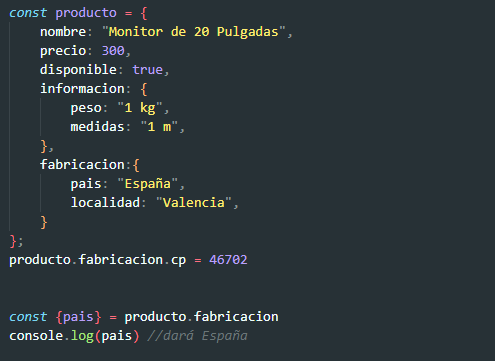 const producto = {
    nombre: "Monitor de 20 Pulgadas",
    precio: 300,
    disponible: true,
    informacion: {
        peso: "1 kg",
        medidas: "1 m",
    },
    fabricacion:{
        pais: "España",
        localidad: "Valencia",
    }
};
producto.fabricacion.cp = 46702
const {pais} = producto.fabricacion
console.log(pais) //dará España